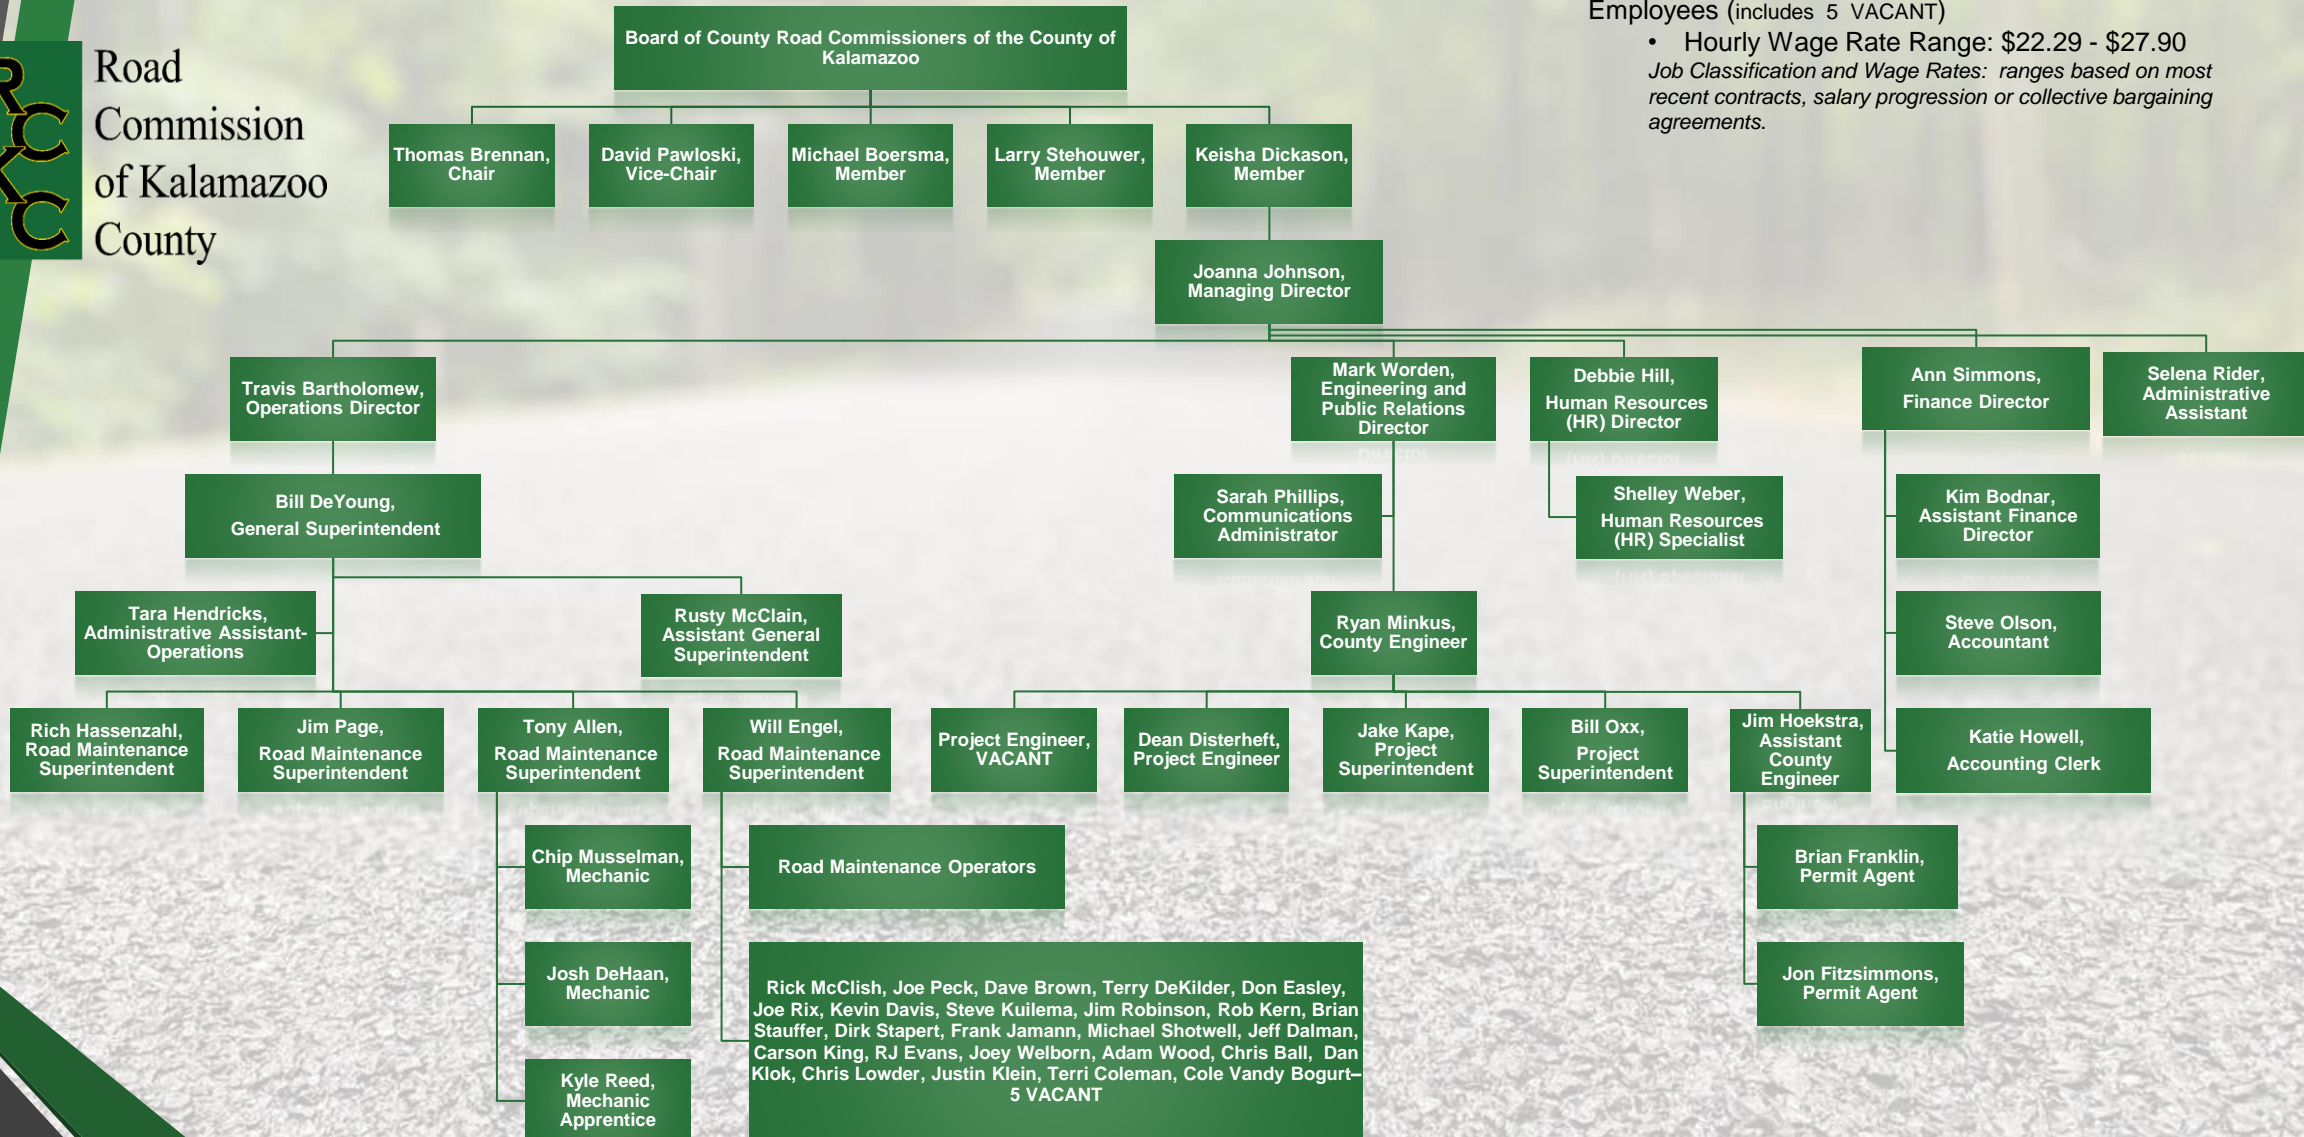 Employees (includes 5 VACANT)
• Hourly Wage Rate Range: $22.29 - $27.90
Job Classification and Wage Rates: ranges based on most
recent contracts, salary progression or collective bargaining
agreements.
R
C
K
C
Road
Commission
of Kalamazoo
County
Board of County Road Commissioners of the County of
Kalamazoo
Thomas Brennan,
Chair
David Pawloski,
Vice-Chair
Michael Boersma,
Member
Larry Stehouwer,
Member
Keisha Dickason,
Member
Joanna Johnson,
Managing Director
Travis Bartholomew,
Operations Director
Mark Worden,
Engineering and
Public Relations
Director
Debbie Hill,
Human Resources
(HR) Director
Ann Simmons,
Finance Director
Selena Rider,
Administrative
Assistant
Bill DeYoung,
General Superintendent
Sarah Phillips,
Communications
Administrator
Shelley Weber,
Human Resources
(HR) Specialist
Kim Bodnar,
Assistant Finance
Director
Tara Hendricks,
Administrative Assistant-
Operations
Rusty McClain,
Assistant General
Superintendent
Ryan Minkus,
County Engineer
Steve Olson,
Accountant
Rich Hassenzahl,
Road Maintenance
Superintendent
Jim Page,
Road Maintenance
Superintendent
Tony Allen,
Road Maintenance
Superintendent
Will Engel,
Road Maintenance
Superintendent
Project Engineer,
VACANT
Dean Disterheft,
Project Engineer
Jake Kape,
Project
Superintendent
Bill Oxx,
Project
Superintendent
Jim Hoekstra,
Assistant
County
Engineer
Katie Howell,
Accounting Clerk
Chip Musselman,
Mechanic
Road Maintenance Operators
Brian Franklin,
Permit Agent
Josh DeHaan,
Mechanic
Rick McClish, Joe Peck, Dave Brown, Terry DeKilder, Don Easley,
Joe Rix, Kevin Davis, Steve Kuilema, Jim Robinson, Rob Kern, Brian
Stauffer, Dirk Stapert, Frank Jamann, Michael Shotwell, Jeff Dalman,
Carson King, RJ Evans, Joey Welborn, Adam Wood, Chris Ball, Dan
Klok, Chris Lowder, Justin Klein, Terri Coleman, Cole Vandy Bogurt–
5 VACANT
Jon Fitzsimmons,
Permit Agent
Kyle Reed,
Mechanic
Apprentice